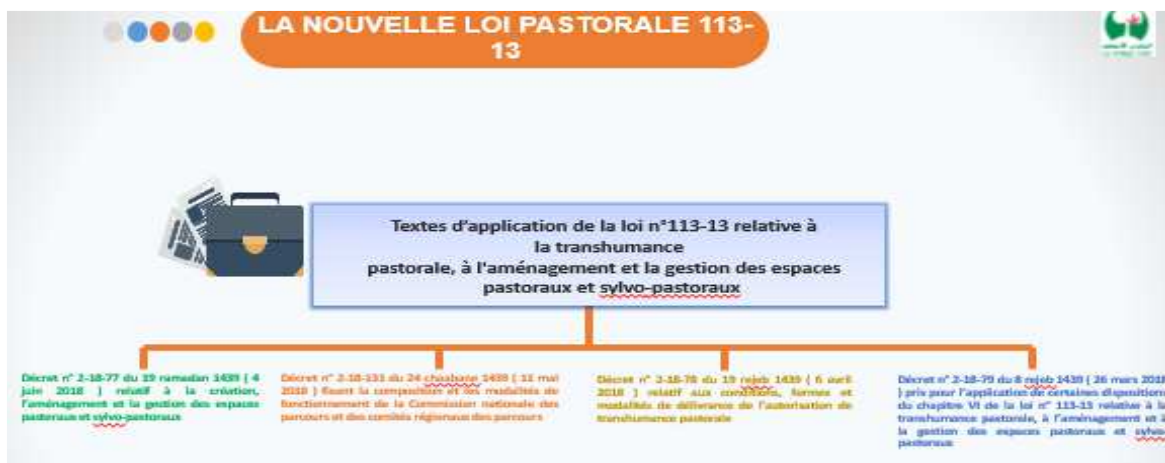 LA NOUVELLE LOI PASTORALE 113-
13
Textes d'application de la loi n°113-13 relative à
la transhumance
pastorale, à l'aménagement et la gestion des espaces
pastoraux et sylvo-pastoraux
Décret n° 2-18-77 du 19 ramadan 1439 ( 4
juin 2018 ) relatif à la création,
l'aménagement et la gestion des espaces
pastoraux et sylvo-pastoraux
Décret n° 2-18-133 du 24 chaabane 1439 ( 11 mai
2018 ) fixant la composition et les modalités de
fonctionnement de la Commission nationale des
parcours et des comités régionaux des parcours
Décret n° 2-18-78 du 19 rejeb 1439 ( 6 avril
2018 ) relatif aux conditions, formes et
modalités de délivrance de l'autorisation de
transhumance pastorale
Décret n° 2-18-79 du 8 rejeb 1439 ( 26 mars 2018
) pris pour l'application de certaines dispositions
du chapitre VI de la loi n° 113-13 relative à la
transhumance pastorale, à l'aménagement et à
la gestion des espaces pastoraux et sylvo-
pastoraux